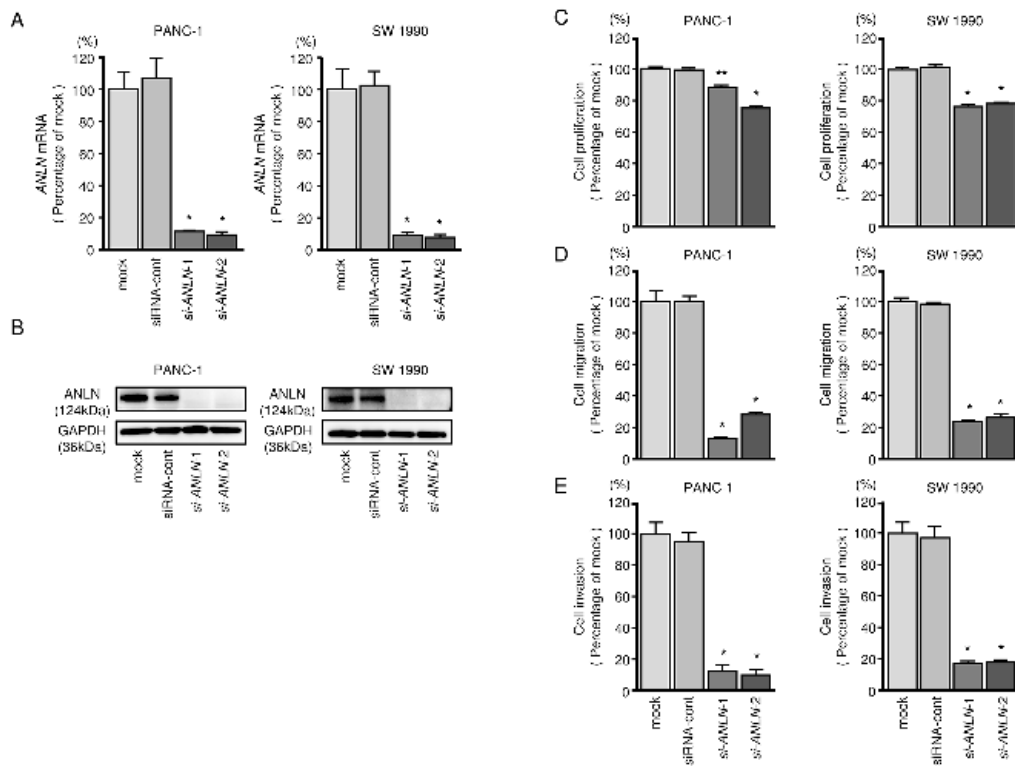 A
PANC-1
(%)
120
100
80
60
40
20
0
ANLN mRNA
( Percentage of mock )
* *
mock
siRNA-cont
si-ANLN-1
si-ANLN-2
SW 1990
(%)
120
100
80
60
40
20
0
ANLN mRNA
( Percentage of mock )
* *
mock
siRNA-cont
si-ANLN-1
si-ANLN-2
B
PANC-1
ANLN
(124kDa)
GAPDH
(36kDs)
mock
siRNA-cont
si-ANLN-1
si-ANLN-2
SW 1990
ANLN
(124kDa)
GAPDH
(36kDs)
mock
siRNA-cont
si-ANLN-1
si-ANLN-2
C
PANC-1
(%)
120
100
80
60
40
20
0
Cell proliferation
( Percentage of mock )
** *
SW 1990
(%)
120
100
80
60
40
20
0
Cell proliferation
( Percentage of mock )
* *
D
PANC-1
(%)
120
100
80
60
40
20
0
Cell migration
( Percentage of mock )
* *
SW 1990
(%)
120
100
80
60
40
20
0
Cell migration
( Percentage of mock )
* *
E
PANC-1
(%)
120
100
80
60
40
20
0
Cell invasion
( Percentage of mock )
* *
mock
siRNA-cont
si-ANLN-1
si-ANLN-2
SW 1990
(%)
120
100
80
60
40
20
0
Cell invasion
( Percentage of mock )
* *
mock
siRNA-cont
si-ANLN-1
si-ANLN-2